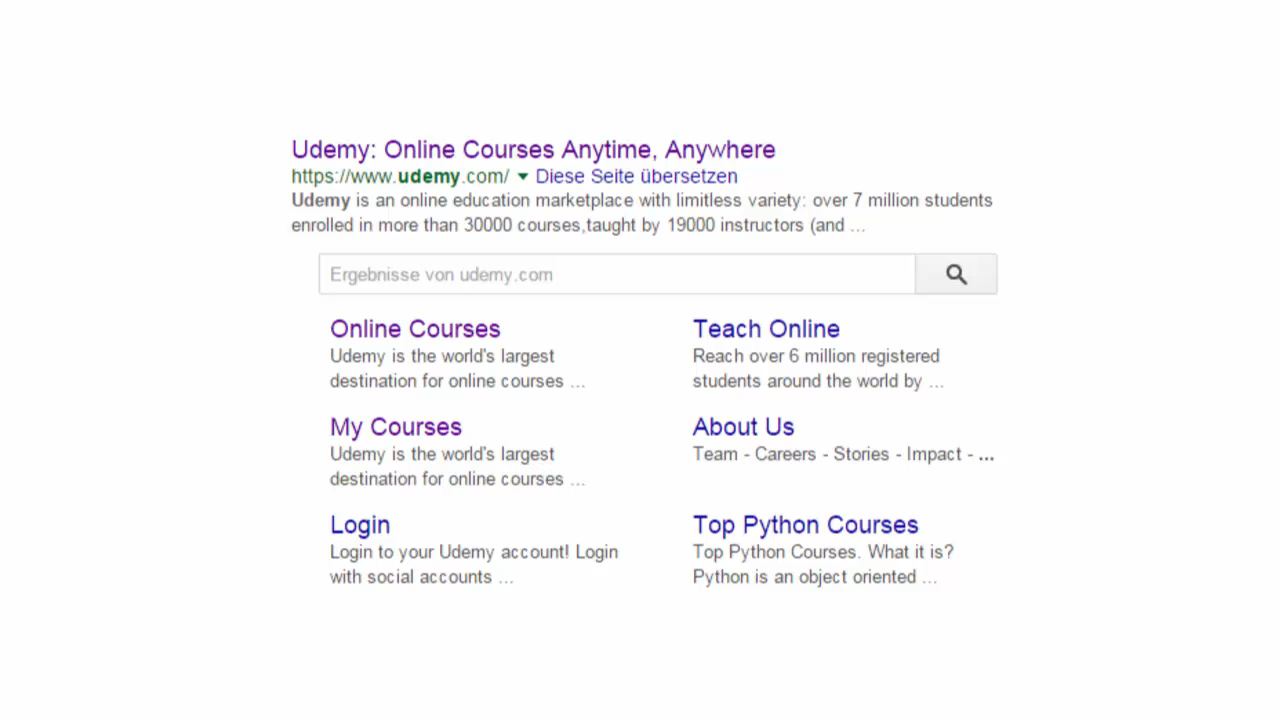 Udemy: Online Courses Anytime, Anywhere
https://www.udemy.com/ ▼ Diese Seite übersetzen
Udemy is an online education marketplace with limitless variety: over 7 million students
enrolled in more than 30000 courses,taught by 19000 instructors (and ...
Ergebnisse von udemy.com
Online Courses
Udemy is the world's largest
destination for online courses ...
Teach Online
Reach over 6 million registered
students around the world by ...
My Courses
Udemy is the world's largest
destination for online courses ...
About Us
Team - Careers - Stories - Impact - ...
Login
Login to your Udemy account! Login
with social accounts ...
Top Python Courses
Top Python Courses. What it is?
Python is an object oriented ...